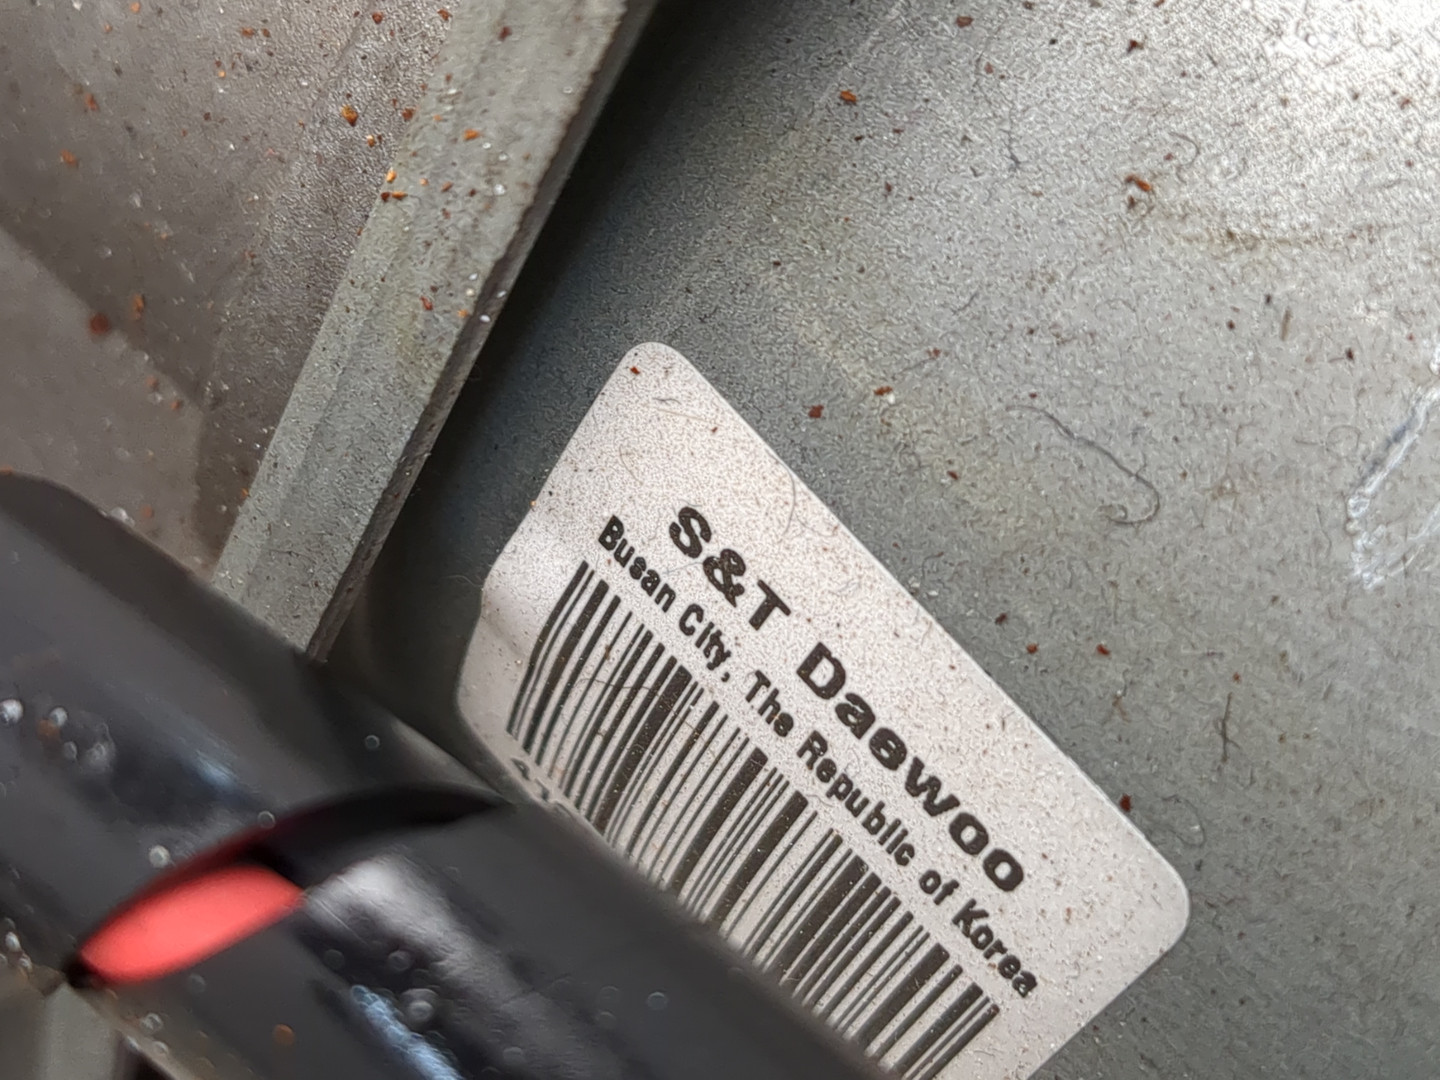 S&T Daewoo
Busan City, The Republic of Korea